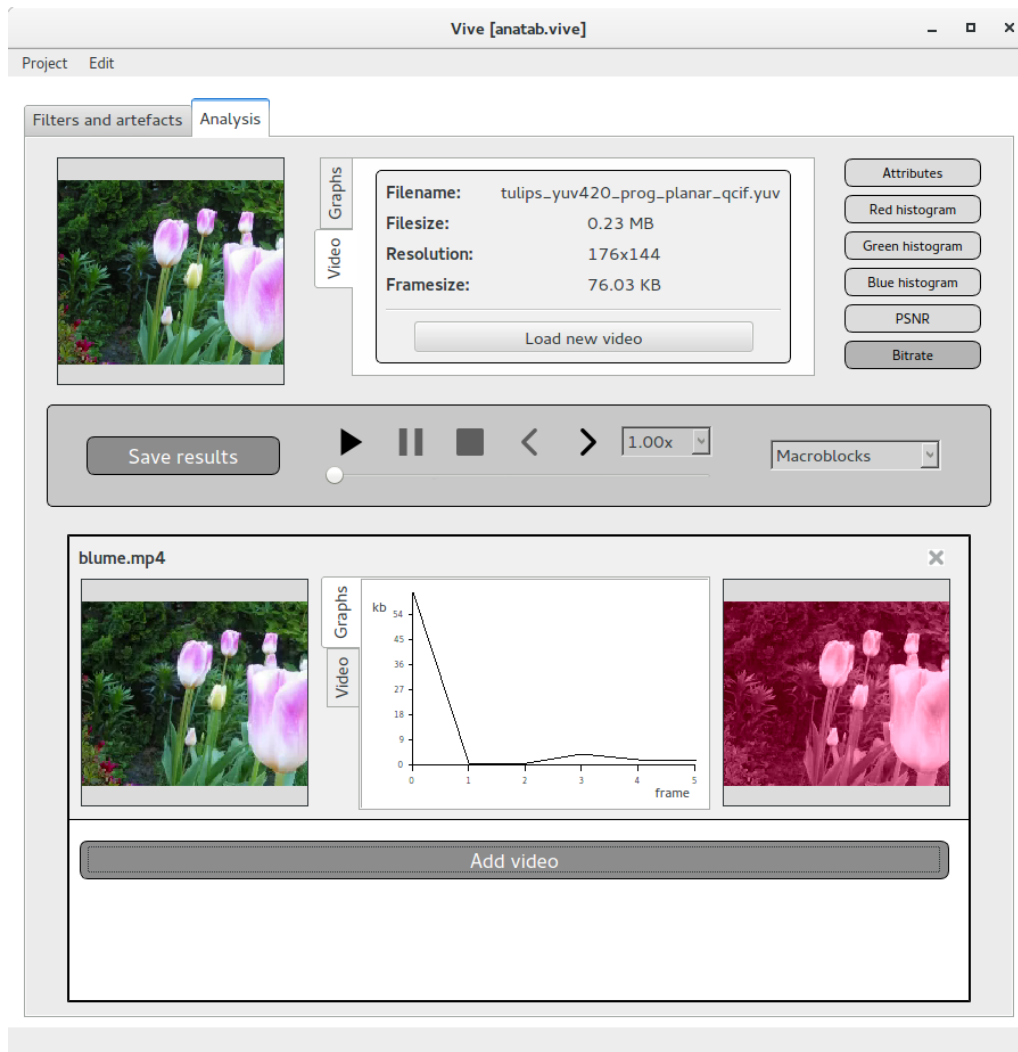 Vive [anatab.vive]
Project Edit
Filters and artefacts Analysis
Graphs
Video
Filename: tulips_yuv420_prog_planar_qcif.yuv
Filesize: 0.23 MB
Resolution: 176x144
Framesize: 76.03 KB
Load new video
Attributes
Red histogram
Green histogram
Blue histogram
PSNR
Bitrate
Save results
1.00x
Macroblocks
blume.mp4
Graphs
Video
kb
54
45
36
27
18
9
0
0 1 2 3 4 5
frame
Add video